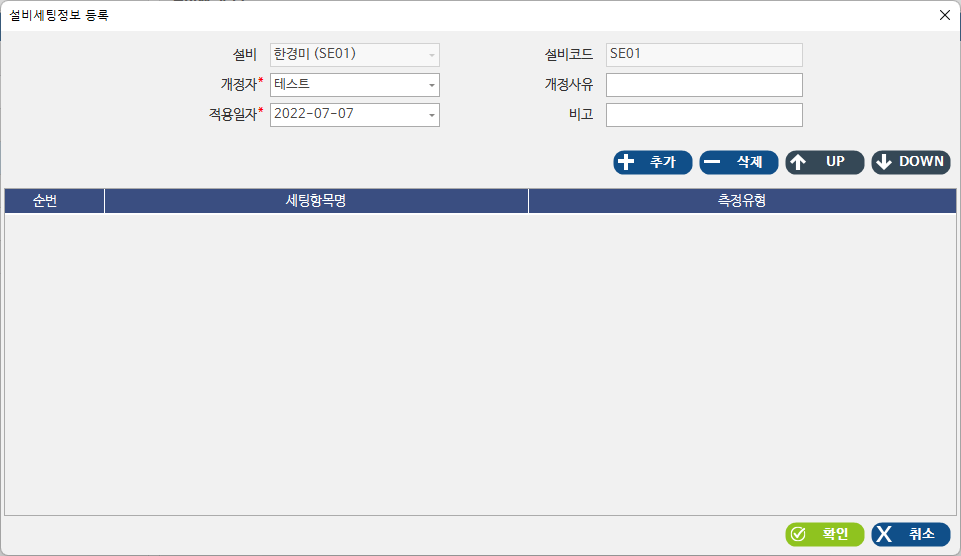 설비세팅정보 등록
설비 한경미 (SE01) 설비코드 SE01
개정자* 테스트 개정사유
적용일자* 2022-07-07 비고
추가 삭제 UP DOWN
순번 세팅항목명 측정유형
확인 취소